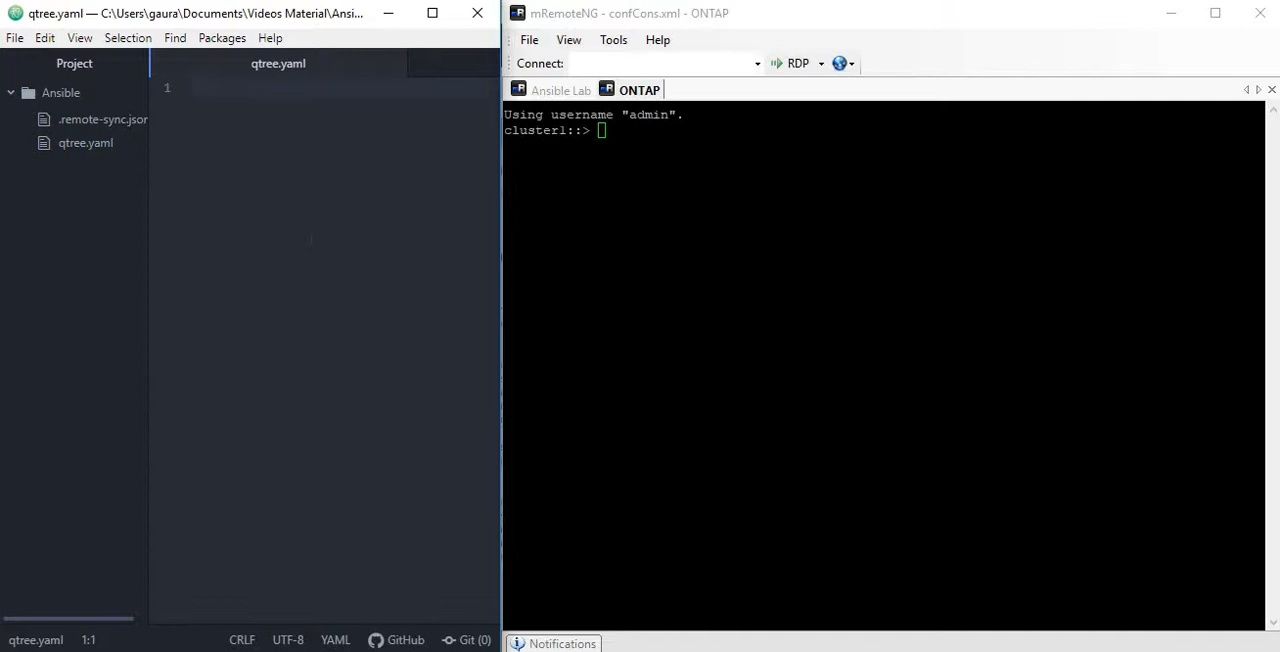 qtree.yaml — C:\Users\gaura\Documents\Videos Material\Ansi...
File Edit View Selection Find Packages Help
Project
qtree.yaml
Ansible
.remote-sync.jsor
qtree.yaml
1
qtree.yaml 1:1 CRLF UTF-8 YAML GitHub Git (0)
mRemoteNG - confCons.xml - ONTAP
File View Tools Help
Connect: RDP
Ansible Lab ONTAP
Using username "admin".
cluster1::>
Notifications